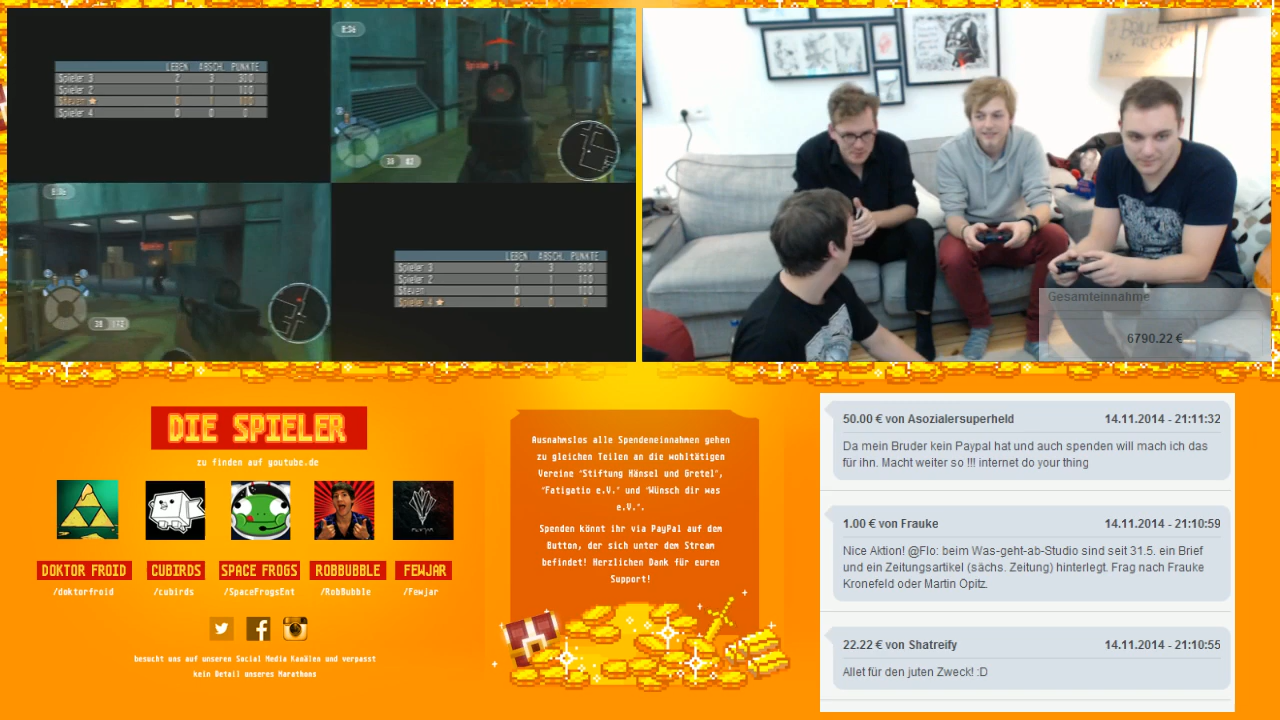 LEBEN ABSCH. PUNKTE
Spieler 3 2 3 300
Spieler 2 1 1 100
Steven 0 1 100
Spieler 4 0 0 0
8:36
Spieler 3
38 82
8:36
Spieler 2
38 172
LEBEN ABSCH. PUNKTE
Spieler 3 2 3 300
Spieler 2 1 100
Steven 1 100
Spieler 4 0 0 0
Gesamteinnahme
6790.22 €
DIE SPIELER
zu finden auf youtube.de
DOKTOR FROID CUBIRDS SPACE FROGS ROBBUBBLE FEWJAR
/doktorfroid /cubirds /SpaceFrogsEnt /RobBubble /Fewjar
besucht uns auf unseren Social Media Kanälen und verpasst
kein Detail unseres Marathons
Ausnahmslos alle Spendeneinnahmen gehen
zu gleichen Teilen an die wohltätigen
Vereine "Stiftung Hänsel und Gretel",
"Fatigatio e.V." und "Wünsch dir was
e.V.".
Spenden könnt ihr via PayPal auf dem
Button, der sich unter dem Stream
befindet! Herzlichen Dank für euren
Support!
50.00 € von Asozialersuperheld 14.11.2014 - 21:11:32
Da mein Bruder kein Paypal hat und auch spenden will mach ich das
für ihn. Macht weiter so !!! internet do your thing
1.00 € von Frauke 14.11.2014 - 21:10:59
Nice Aktion! @Flo: beim Was-geht-ab-Studio sind seit 31.5. ein Brief
und ein Zeitungsartikel (sächs. Zeitung) hinterlegt. Frag nach Frauke
Kronefeld oder Martin Opitz.
22.22 € von Shatreify 14.11.2014 - 21:10:55
Allet für den juten Zweck! :D